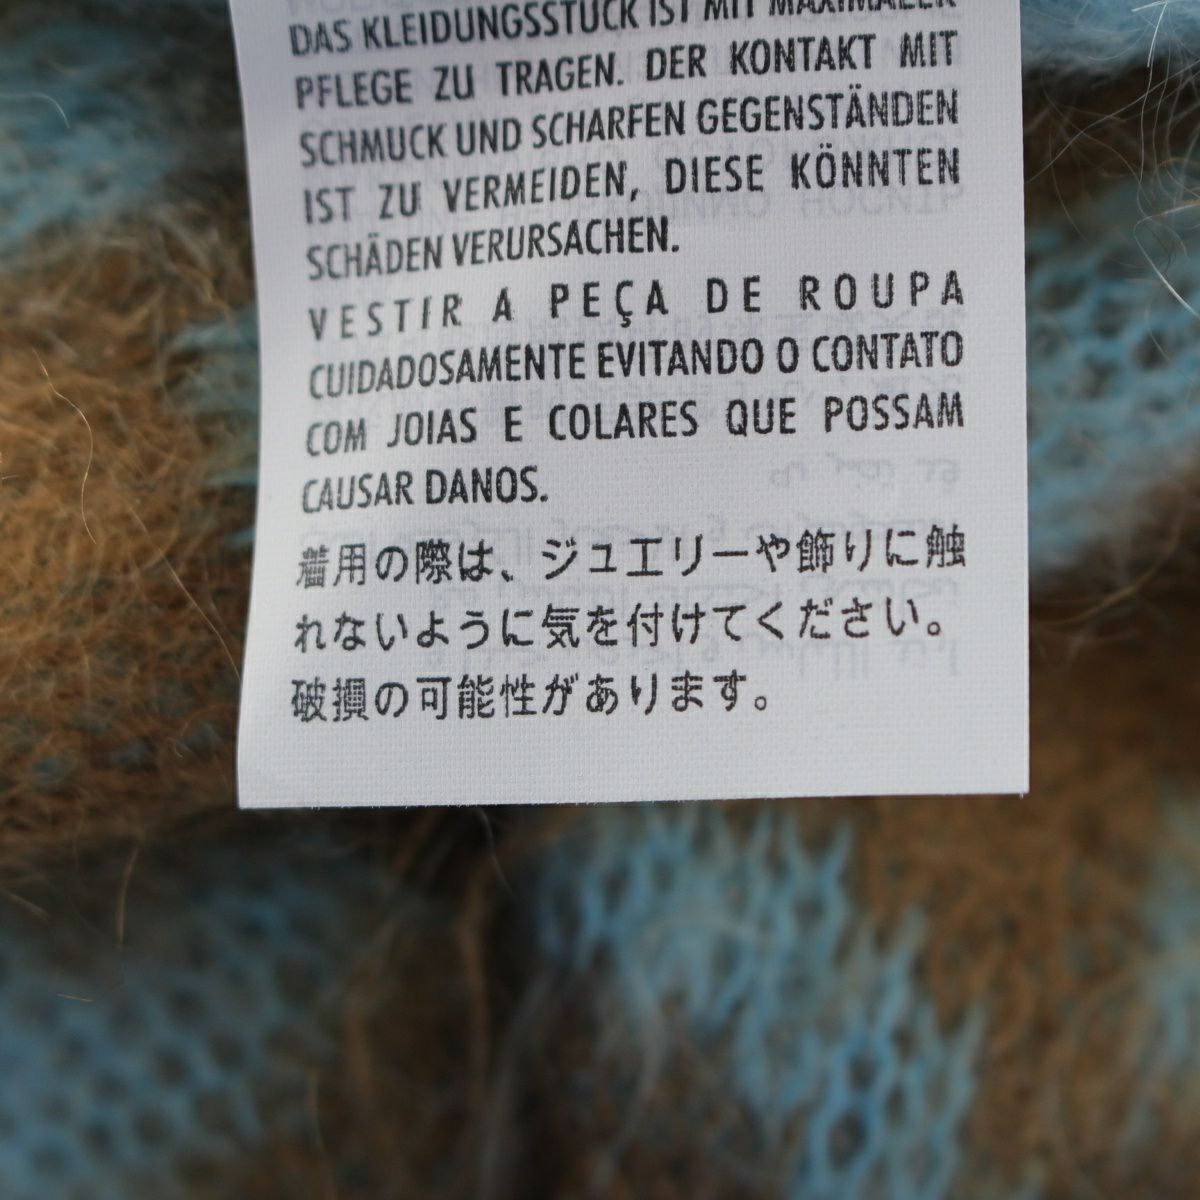 DAS KLEIDUNGSSTÜCK IST MIT MAXIMALER
PFLEGE ZU TRAGEN. DER KONTAKT MIT
SCHMUCK UND SCHARFEN GEGENSTÄNDEN
IST ZU VERMEIDEN, DIESE KÖNNTEN
SCHÄDEN VERURSACHEN.
VESTIR A PEÇA DE ROUPA
CUIDADOSAMENTE EVITANDO O CONTATO
COM JOIAS E COLARES QUE POSSAM
CAUSAR DANOS.
着用の際は、ジュエリーや飾りに触
れないように気を付けてください。
破損の可能性があります。